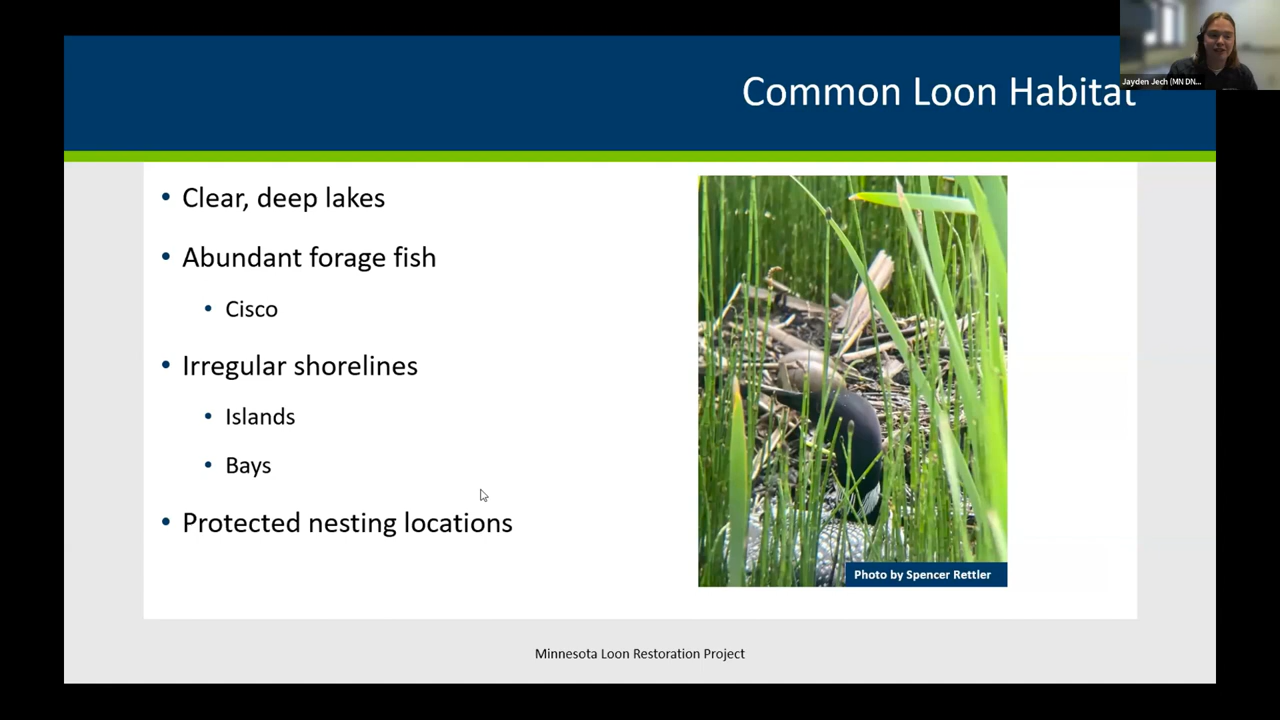 Common Loon Habitat
Jayden Jech (MN DN...
Clear, deep lakes
Abundant forage fish
Cisco
Irregular shorelines
Islands
Bays
Protected nesting locations
Photo by Spencer Rettler
Minnesota Loon Restoration Project